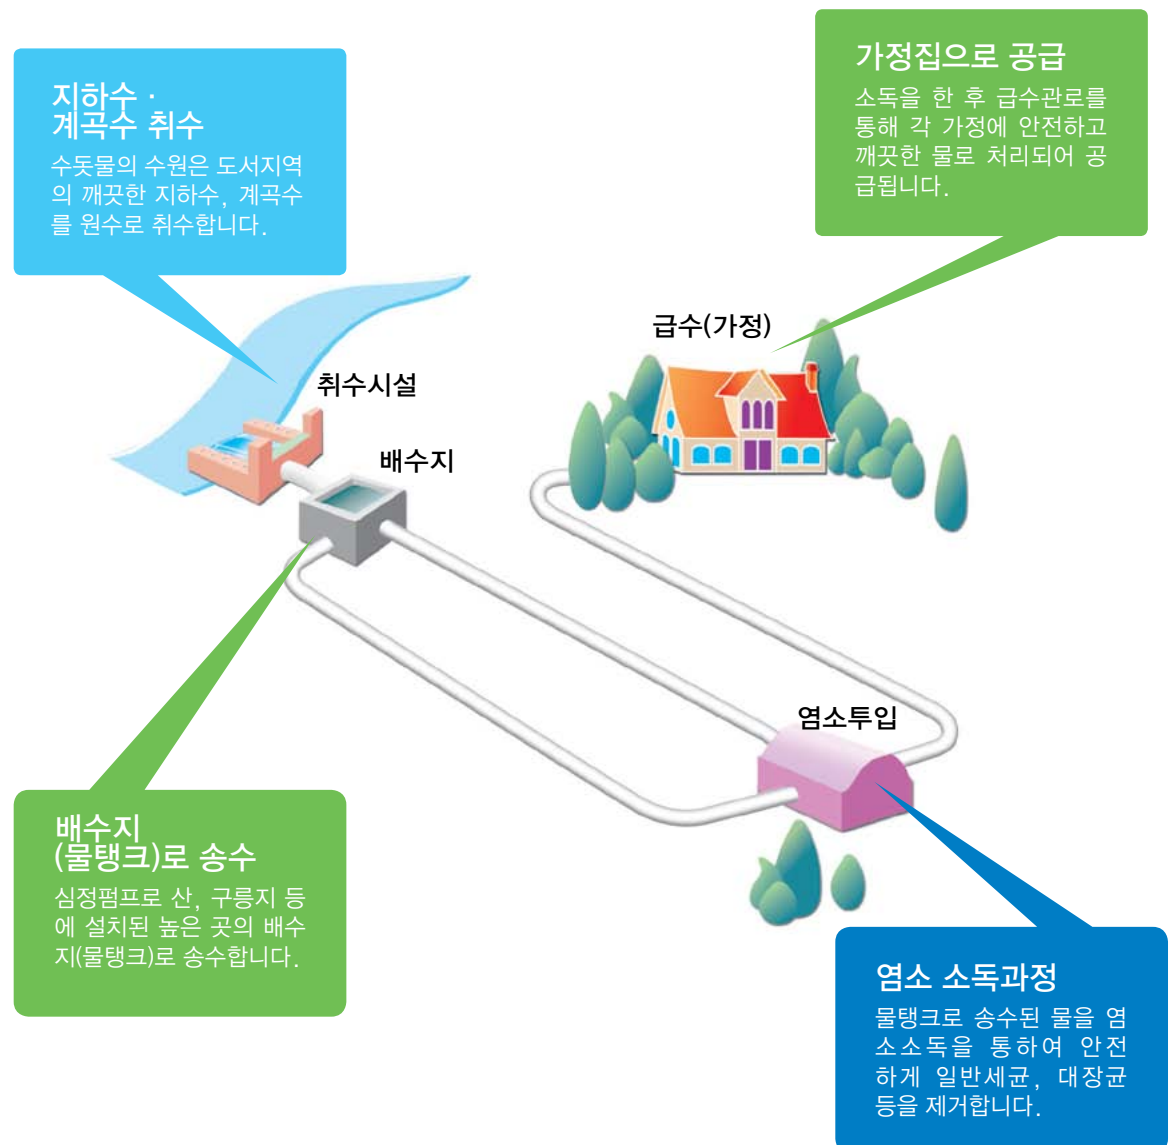 지하수 ·
계곡수 취수
수돗물의 수원은 도서지역
의 깨끗한 지하수, 계곡수
를 원수로 취수합니다.
가정집으로 공급
소독을 한 후 급수관로를
통해 각 가정에 안전하고
깨끗한 물로 처리되어 공
급됩니다.
급수(가정)
취수시설
배수지
염소투입
배수지
(물탱크)로 송수
심정펌프로 산, 구릉지 등
에 설치된 높은 곳의 배수
지(물탱크)로 송수합니다.
염소 소독과정
물탱크로 송수된 물을 염
소소독을 통하여 안전
하게 일반세균, 대장균
등을 제거합니다.